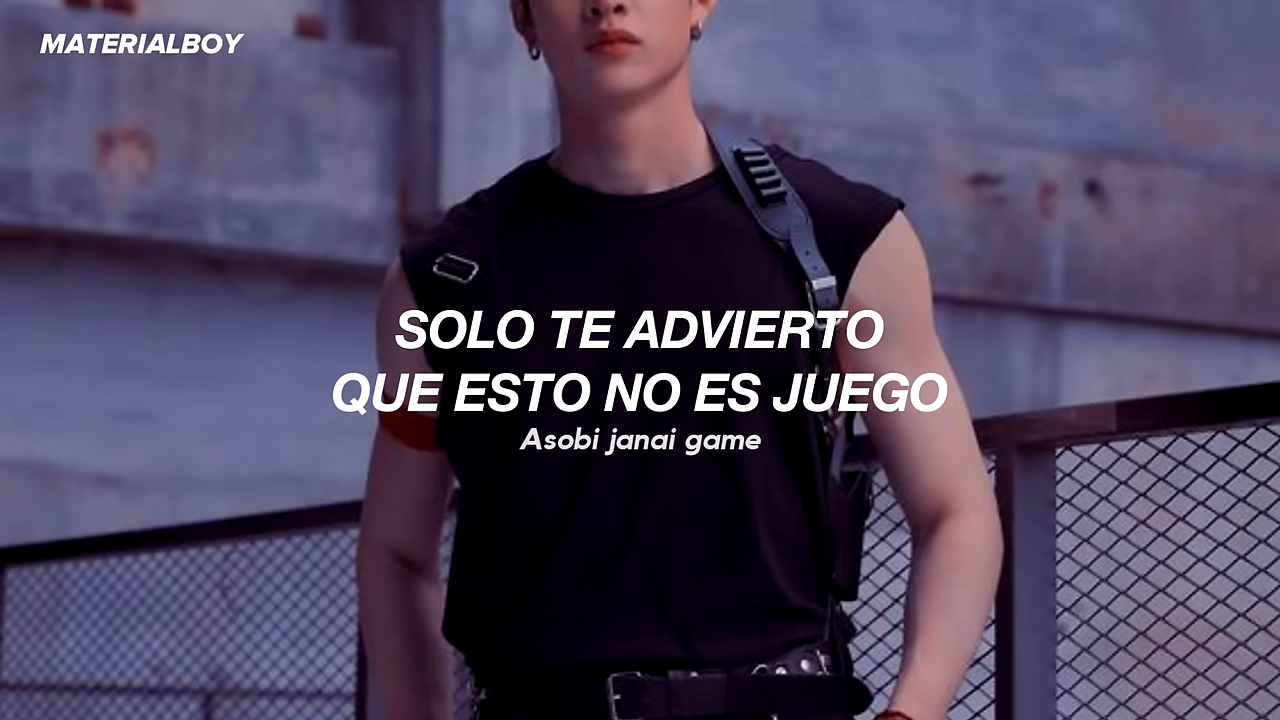 MATERIALBOY
SOLO TE ADVIERTO
QUE ESTO NO ES JUEGO
Asobi janai game